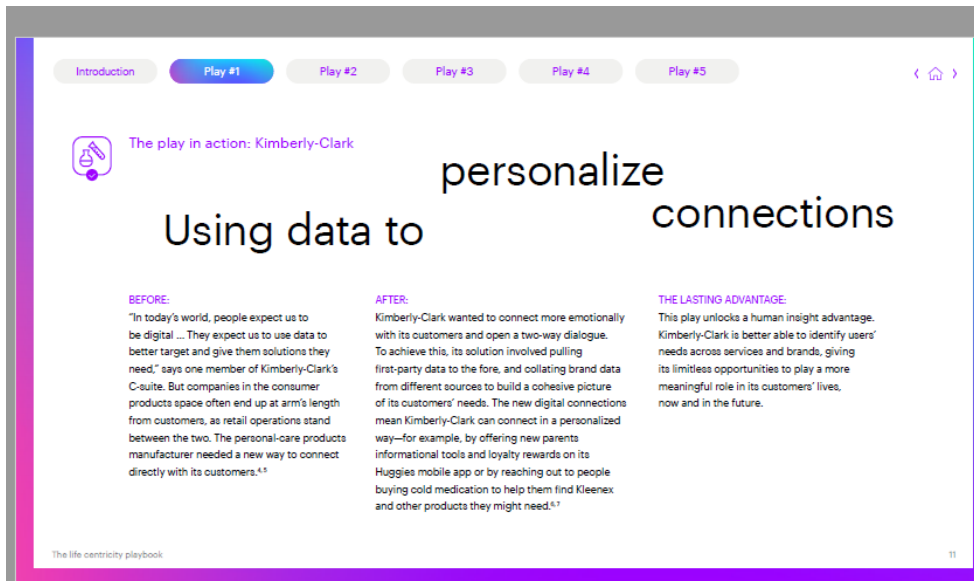 Introduction
Play #1
Play #2
Play #3
Play #4
Play #5
The play in action: Kimberly-Clark
Using data to
personalize
connections
BEFORE:
“In today’s world, people expect us to
be digital ... They expect us to use data to
better target and give them solutions they
need,” says one member of Kimberly-Clark’s
C-suite. But companies in the consumer
products space often end up at arm’s length
from customers, as retail operations stand
between the two. The personal-care products
manufacturer needed a new way to connect
directly with its customers.⁴,⁵
AFTER:
Kimberly-Clark wanted to connect more emotionally
with its customers and open a two-way dialogue.
To achieve this, its solution involved pulling
first-party data to the fore, and collating brand data
from different sources to build a cohesive picture
of its customers’ needs. The new digital connections
mean Kimberly-Clark can connect in a personalized
way—for example, by offering new parents
informational tools and loyalty rewards on its
Huggies mobile app or by reaching out to people
buying cold medication to help them find Kleenex
and other products they might need.⁶,⁷
THE LASTING ADVANTAGE:
This play unlocks a human insight advantage.
Kimberly-Clark is better able to identify users’
needs across services and brands, giving
its limitless opportunities to play a more
meaningful role in its customers’ lives,
now and in the future.
The life centricity playbook
11